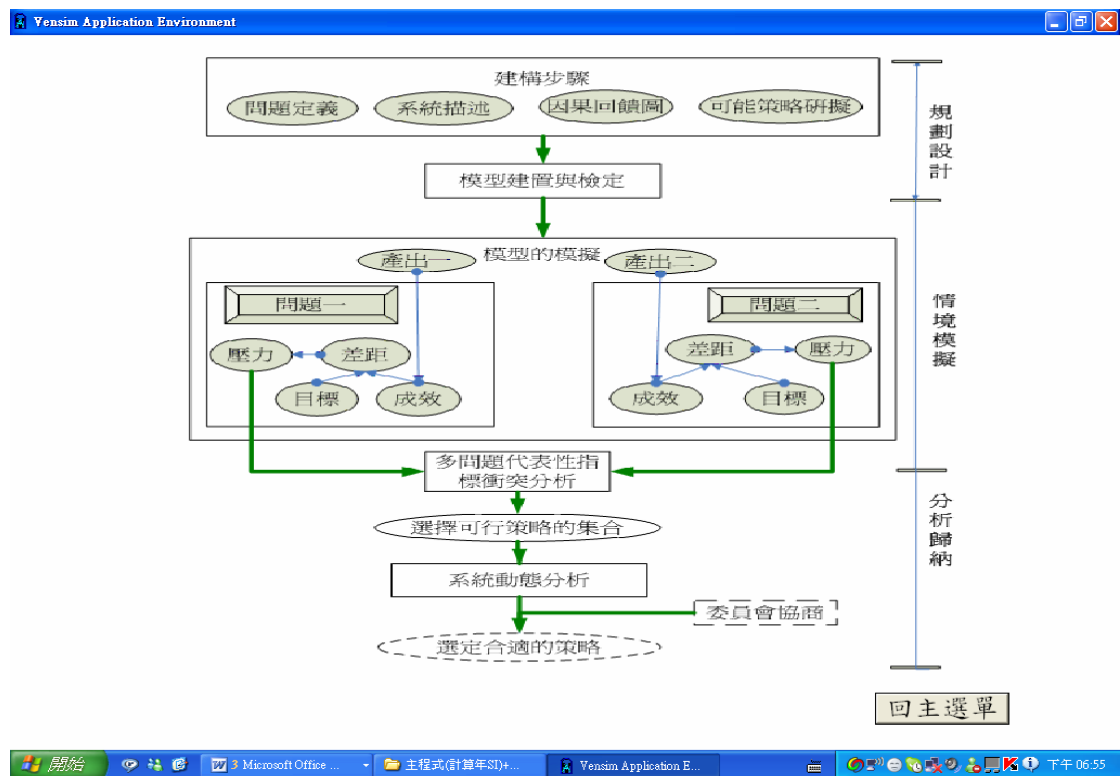 Vensim Application Environment
建構步驟
問題定義
系統描述
因果回饋圖
可能策略研擬
規劃設計
模型建置與檢定
模型的模擬
產出一
產出二
問題一
問題二
壓力
差距
差距
壓力
目標
成效
成效
目標
情境模擬
多問題代表性指
標衝突分析
選擇可行策略的集合
分析歸納
系統動態分析
委員會協商
選定合適的策略
回主選單
開始
3 Microsoft Office ...
主程式(計算年SI)+...
Vensim Application E...
下午 06:55